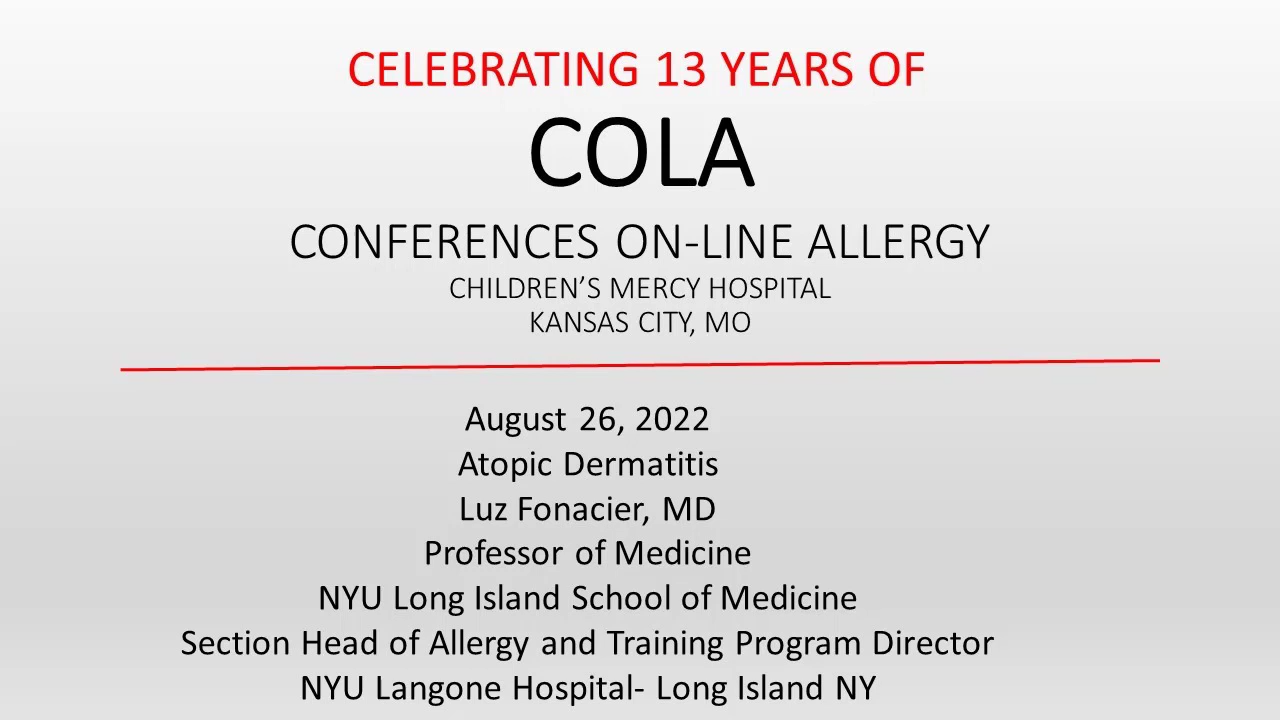 CELEBRATING 13 YEARS OF
COLA
CONFERENCES ON-LINE ALLERGY
CHILDREN’S MERCY HOSPITAL
KANSAS CITY, MO
August 26, 2022
Atopic Dermatitis
Luz Fonacier, MD
Professor of Medicine
NYU Long Island School of Medicine
Section Head of Allergy and Training Program Director
NYU Langone Hospital- Long Island NY